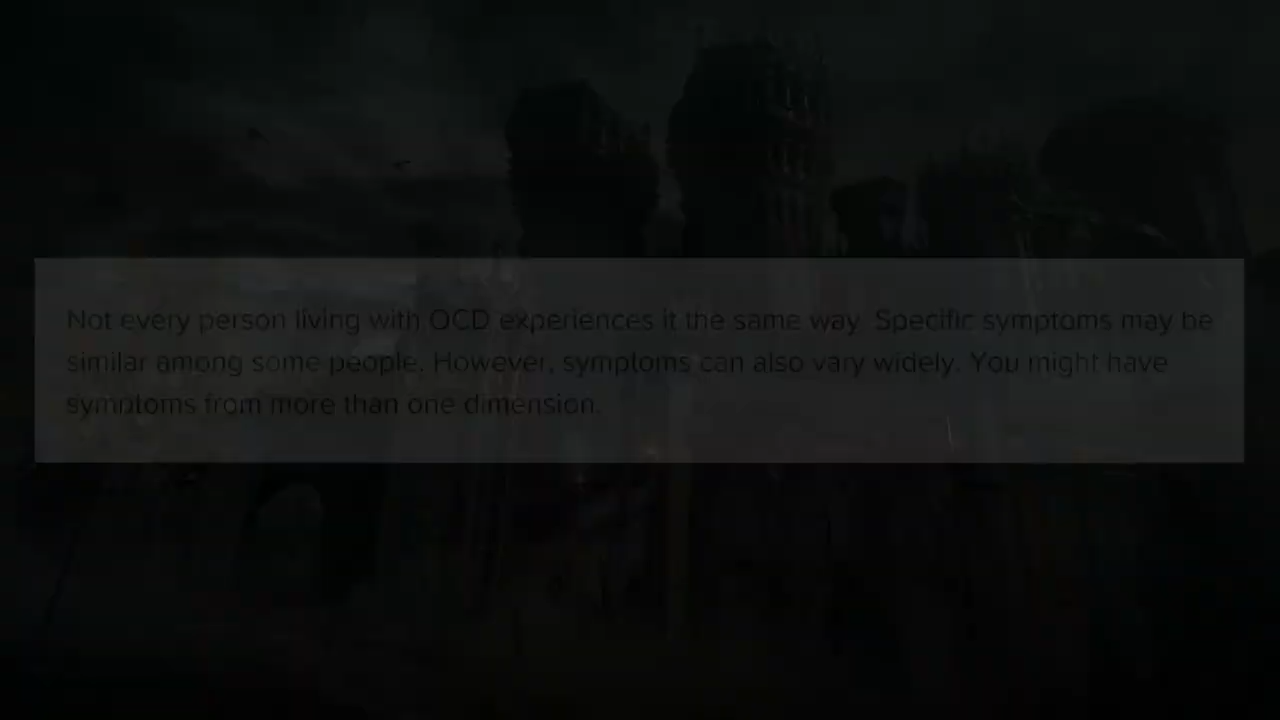 Not every person living with OCD experiences it the same way. Specific symptoms may be
similar among some people. However, symptoms can also vary widely. You might have
symptoms from more than one dimension.